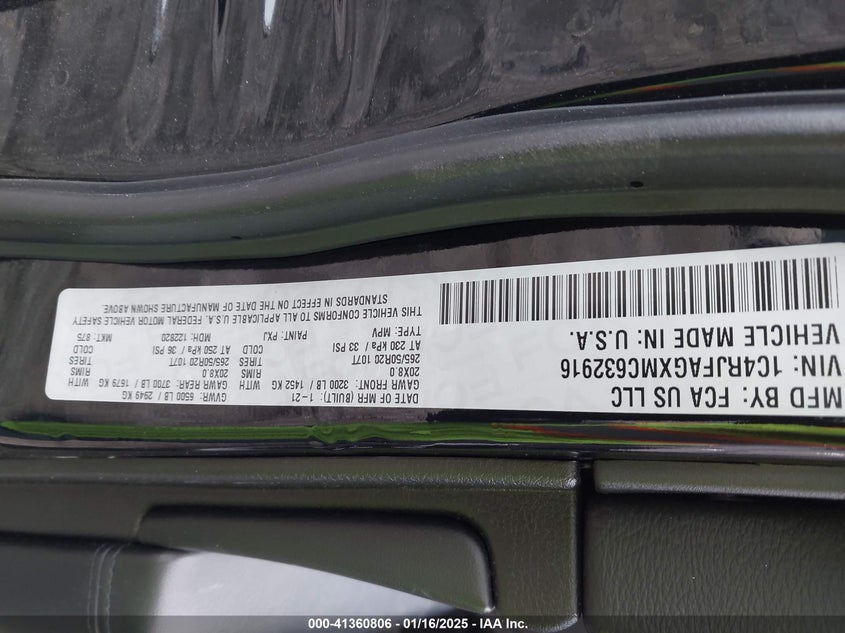 MFD BY: FCA US LLC
VIN: 1C4RJFAGXMC632916
VEHICLE MADE IN: U.S.A.
DATE OF MFR (BUILT): 1-21
GVWR: 6500 LB / 2949 KG
GAWR FRONT: 3200 LB / 1452 KG WITH
GAWR REAR: 3700 LB / 1679 KG WITH
20X8.0 RIMS
20X8.0 RIMS
265/50R20 107T TIRES
265/50R20 107T TIRES
AT 230 kPa / 33 PSI COLD
AT 250 kPa / 36 PSI COLD
TYPE: MPV PAINT: PXJ MDH: 122820 MKT: 875
THIS VEHICLE CONFORMS TO ALL APPLICABLE U.S.A. FEDERAL MOTOR VEHICLE SAFETY
STANDARDS IN EFFECT ON THE DATE OF MANUFACTURE SHOWN ABOVE.
000-41360806 - 01/16/2025 - IAA Inc.